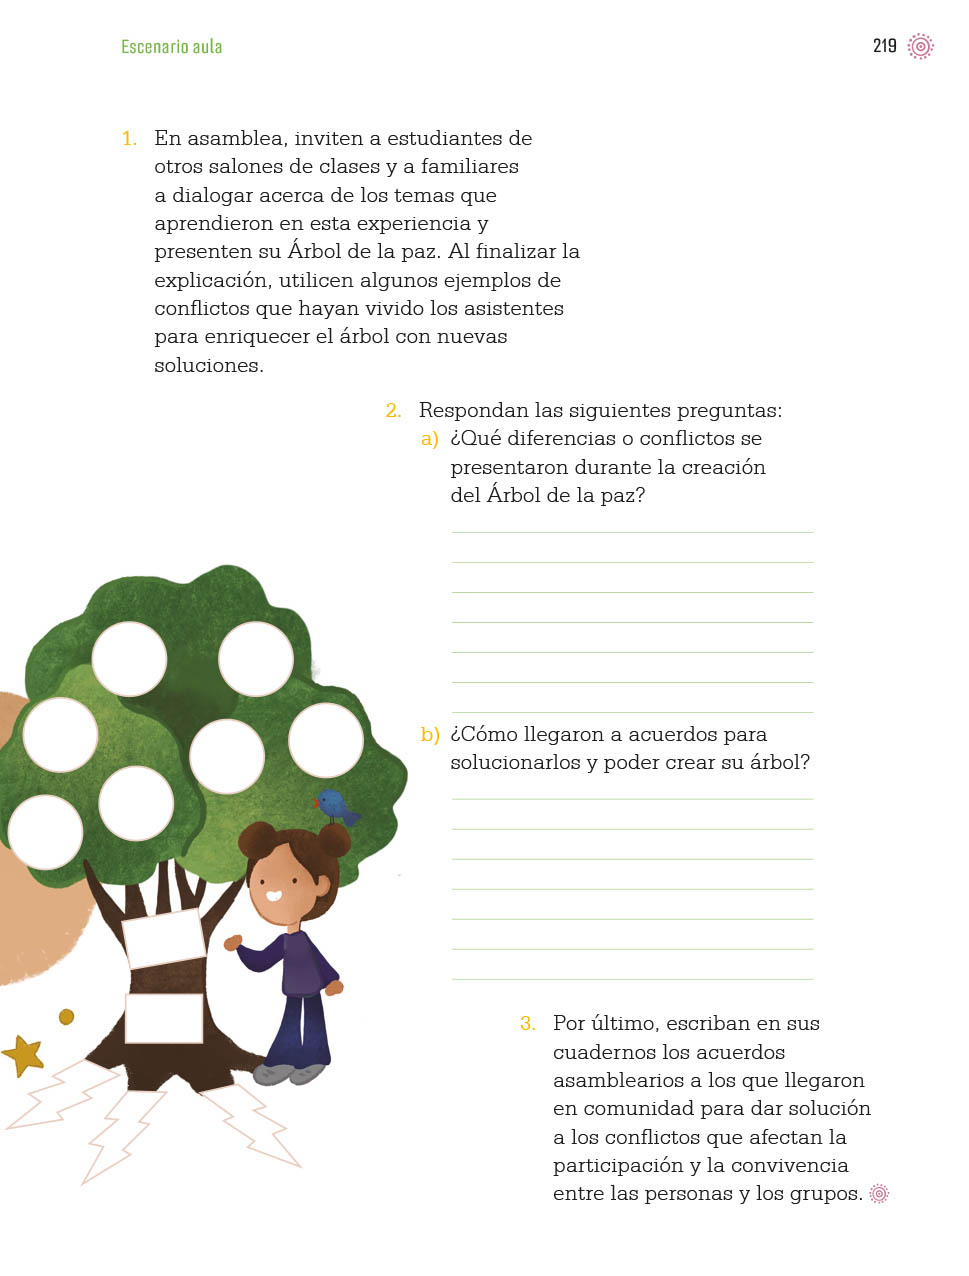 Escenario aula
219
1. En asamblea, inviten a estudiantes de
otros salones de clases y a familiares
a dialogar acerca de los temas que
aprendieron en esta experiencia y
presenten su Árbol de la paz. Al finalizar la
explicación, utilicen algunos ejemplos de
conflictos que hayan vivido los asistentes
para enriquecer el árbol con nuevas
soluciones.
2. Respondan las siguientes preguntas:
a) ¿Qué diferencias o conflictos se
presentaron durante la creación
del Árbol de la paz?
b) ¿Cómo llegaron a acuerdos para
solucionarlos y poder crear su árbol?
3. Por último, escriban en sus
cuadernos los acuerdos
asamblearios a los que llegaron
en comunidad para dar solución
a los conflictos que afectan la
participación y la convivencia
entre las personas y los grupos.